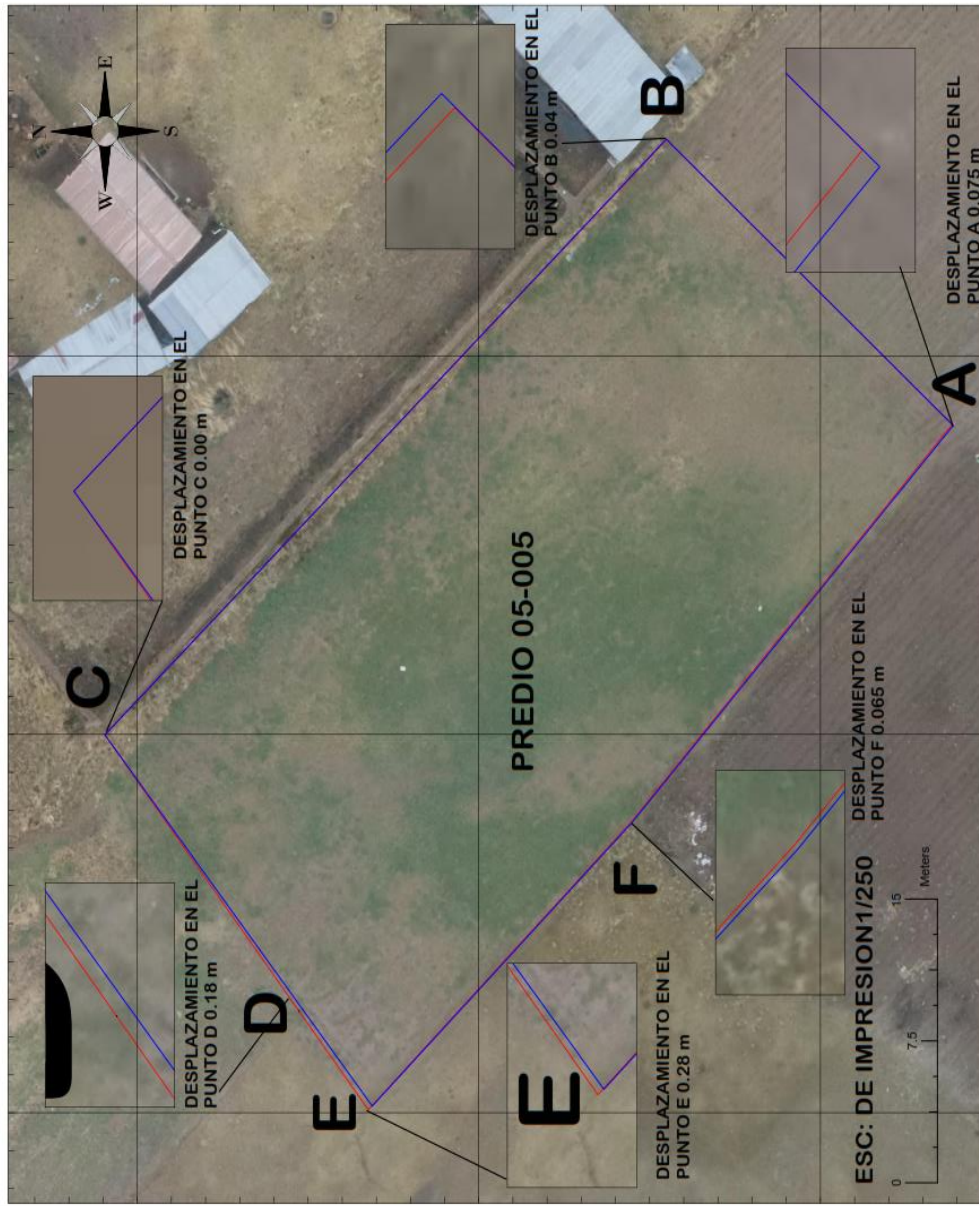 N
E
S
W
C
DESPLAZAMIENTO EN EL
PUNTO C 0.00 m
DESPLAZAMIENTO EN EL
PUNTO B 0.04 m
B
DESPLAZAMIENTO EN EL
PUNTO D 0.18 m
D
E
PREDIO 05-005
E
DESPLAZAMIENTO EN EL
PUNTO E 0.28 m
F
DESPLAZAMIENTO EN EL
PUNTO F 0.065 m
A
DESPLAZAMIENTO EN EL
PUNTO A 0.075 m
ESC: DE IMPRESION1/250
0 7.5 15
Meters